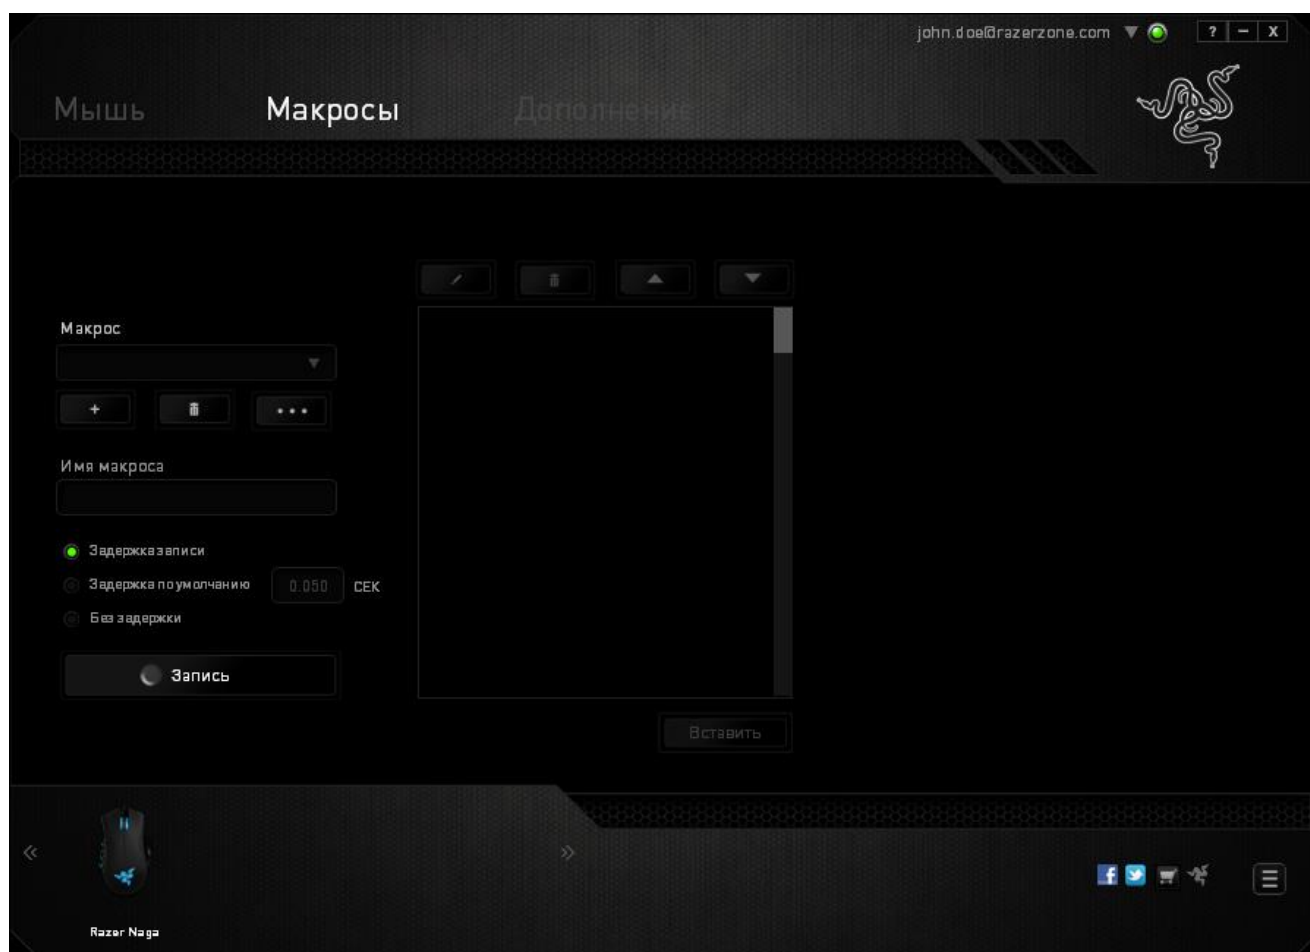 john.doe@razerzone.com ? – X
Мышь Макросы Дополнение
Макрос
Имя макроса
Задержка записи
Задержка по умолчанию 0.050 СЕК
Без задержки
Запись
Вставить
Razer Naga